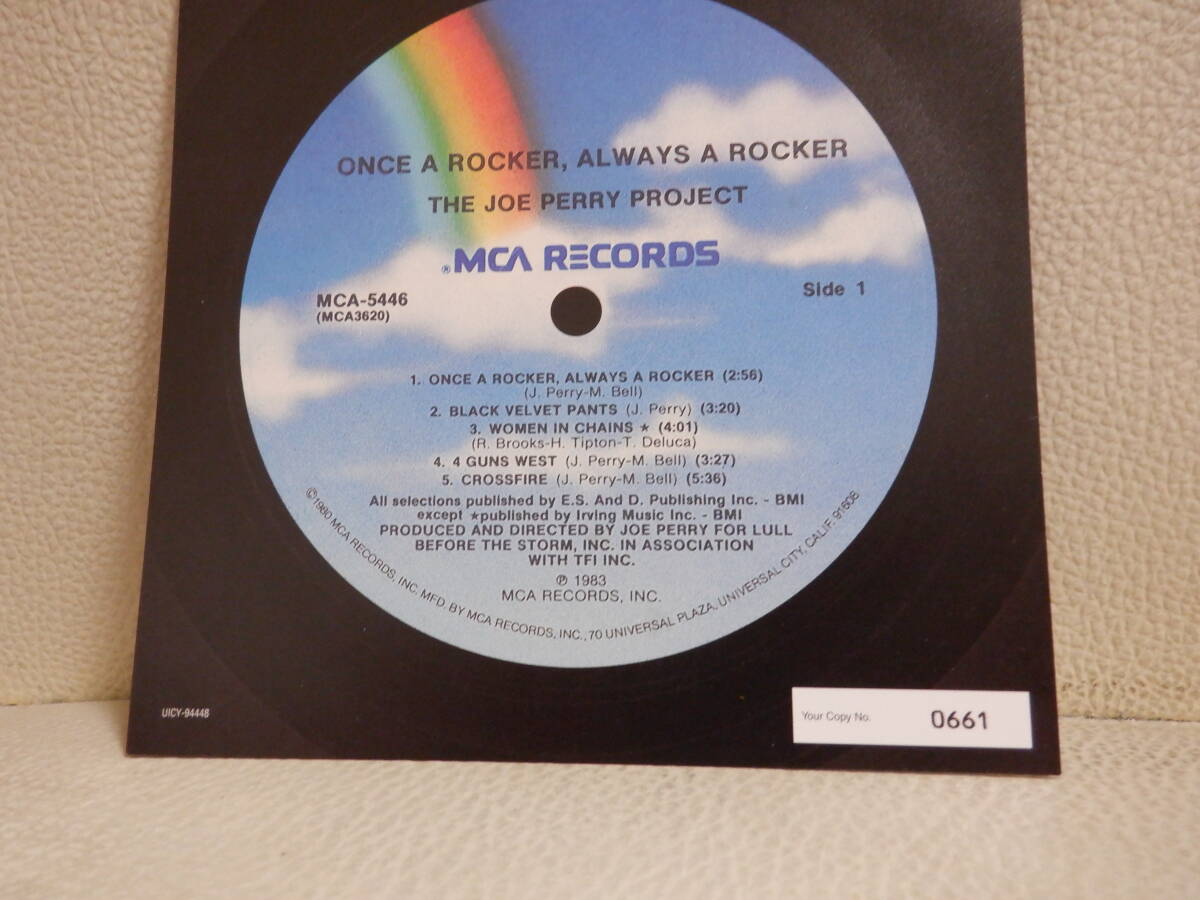 ONCE A ROCKER, ALWAYS A ROCKER
THE JOE PERRY PROJECT
®MCA RECORDS
MCA-5446
(MCA3620)
Side 1
1. ONCE A ROCKER, ALWAYS A ROCKER (2:56)
(J. Perry-M. Bell)
2. BLACK VELVET PANTS (J. Perry) (3:20)
3. WOMEN IN CHAINS ★ (4:01)
(R. Brooks-H. Tipton-T. Deluca)
4. 4 GUNS WEST (J. Perry-M. Bell) (3:27)
5. CROSSFIRE (J. Perry-M. Bell) (5:36)
All selections published by E.S. And D. Publishing Inc. - BMI
except ★published by Irving Music Inc. - BMI
PRODUCED AND DIRECTED BY JOE PERRY FOR LULL
BEFORE THE STORM, INC. IN ASSOCIATION
WITH TFI INC.
℗ 1983
MCA RECORDS, INC.
©1980 MCA RECORDS, INC. MFD. BY MCA RECORDS, INC., 70 UNIVERSAL PLAZA, UNIVERSAL CITY, CALIF. 91608
UICY-94448
Your Copy No. 0661